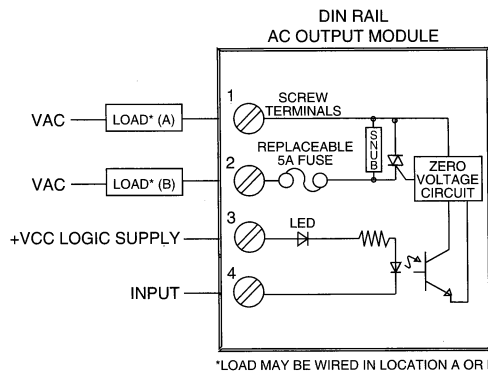 DIN RAIL
AC OUTPUT MODULE
1
SCREW
TERMINALS
VAC
LOAD* (A)
SNUB
REPLACEABLE
5A FUSE
2
ZERO
VOLTAGE
CIRCUIT
VAC
LOAD* (B)
3
LED
+VCC LOGIC SUPPLY
4
INPUT
*LOAD MAY BE WIRED IN LOCATION A OR